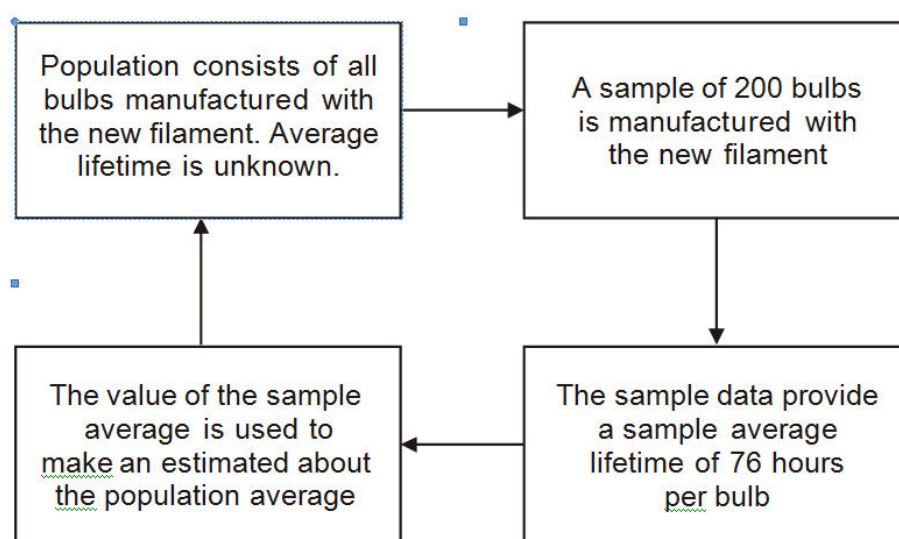 Population consists of all
bulbs manufactured with
the new filament. Average
lifetime is unknown.
A sample of 200 bulbs
is manufactured with
the new filament
The value of the sample
average is used to
make an estimated about
the population average
The sample data provide
a sample average
lifetime of 76 hours
per bulb